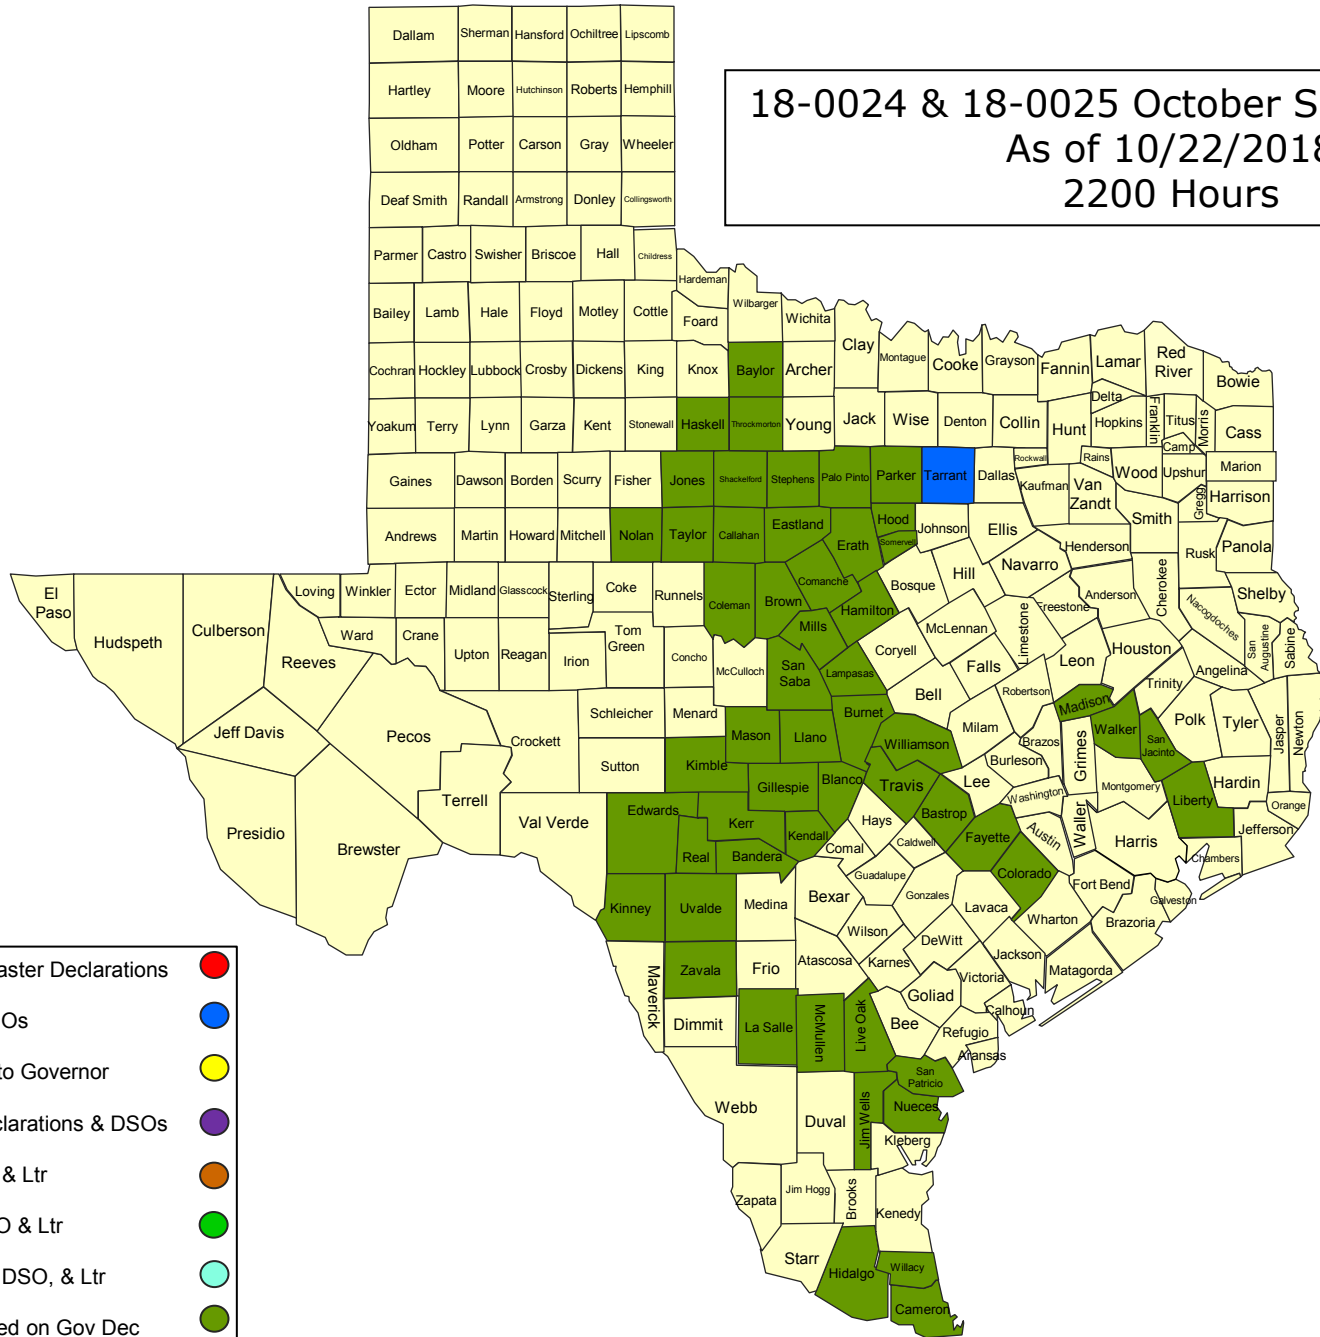 18-0024 & 18-0025 October S
As of 10/22/2018
2200 Hours
Dallam Sherman Hansford Ochiltree Lipscomb
Hartley Moore Hutchinson Roberts Hemphill
Oldham Potter Carson Gray Wheeler
Deaf Smith Randall Armstrong Donley Collingsworth
Parmer Castro Swisher Briscoe Hall Childress
Hardeman
Bailey Lamb Hale Floyd Motley Cottle Foard Wilbarger Wichita
Clay Montague Cooke Grayson Fannin Lamar Red River Bowie
Cochran Hockley Lubbock Crosby Dickens King Knox Baylor Archer
Delta
Yoakum Terry Lynn Garza Kent Stonewall Haskell Throckmorton Young Jack Wise Denton Collin Hunt Hopkins Franklin Titus Morris Cass
Camp
Gaines Dawson Borden Scurry Fisher Jones Shackelford Stephens Palo Pinto Parker Tarrant Dallas Rockwall Rains Wood Upshur Marion
Kaufman Van Zandt Gregg Harrison
Smith
Andrews Martin Howard Mitchell Nolan Taylor Callahan Eastland Erath Hood Somervell Johnson Ellis Henderson Rusk Panola
El Paso Hudspeth Culberson Loving Winkler Ector Midland Glasscock Sterling Coke Runnels Coleman Brown Comanche Hamilton Bosque Hill Navarro Freestone Anderson Cherokee Nacogdoches Shelby
Reeves Ward Crane Upton Reagan Irion Tom Green Concho McCulloch Mills San Saba Lampasas Coryell McLennan Limestone Falls Leon Houston Angelina San Augustine Sabine
Jeff Davis Pecos Crockett Schleicher Menard Mason Llano Burnet Bell Milam Robertson Madison Trinity Polk Tyler Jasper Newton
Sutton Kimble Gillespie Blanco Williamson Travis Lee Burleson Brazos Grimes Walker San Jacinto
Presidio Brewster Terrell Val Verde Edwards Kerr Kendall Hays Bastrop Washington Montgomery Liberty Hardin Orange
Real Bandera Comal Caldwell Fayette Austin Waller Harris Jefferson Chambers
Kinney Uvalde Medina Bexar Guadalupe Gonzales Colorado Lavaca Fort Bend Galveston
Wilson Wharton Brazoria
Maverick Zavala Frio Atascosa Karnes DeWitt Jackson Matagorda
Dimmit La Salle McMullen Live Oak Bee Goliad Victoria Calhoun
Refugio Aransas
San Patricio
Webb Duval Jim Wells Nueces
Kleberg
Zapata Jim Hogg Brooks Kenedy
Starr Hidalgo Willacy
Cameron
aster Declarations
Os
to Governor
clarations & DSOs
& Ltr
O & Ltr
DSO, & Ltr
ed on Gov Dec